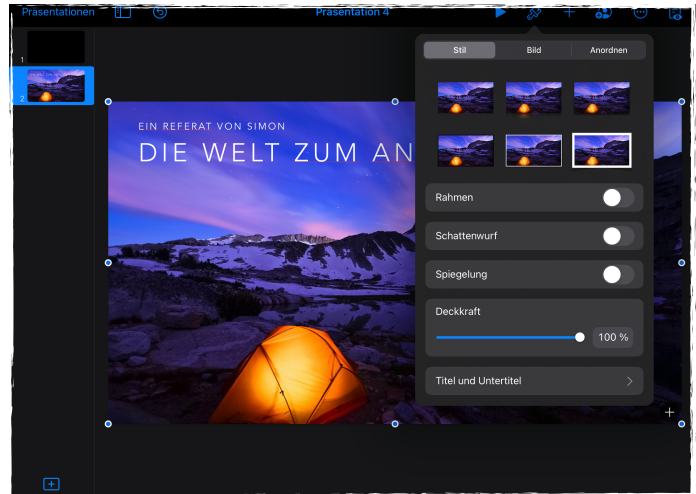 Präsentationen
Präsentation 4
1
2
EIN REFERAT VON SIMON
DIE WELT ZUM AN
Stil
Bild
Anordnen
Rahmen
Schattenwurf
Spiegelung
Deckkraft
100 %
Titel und Untertitel